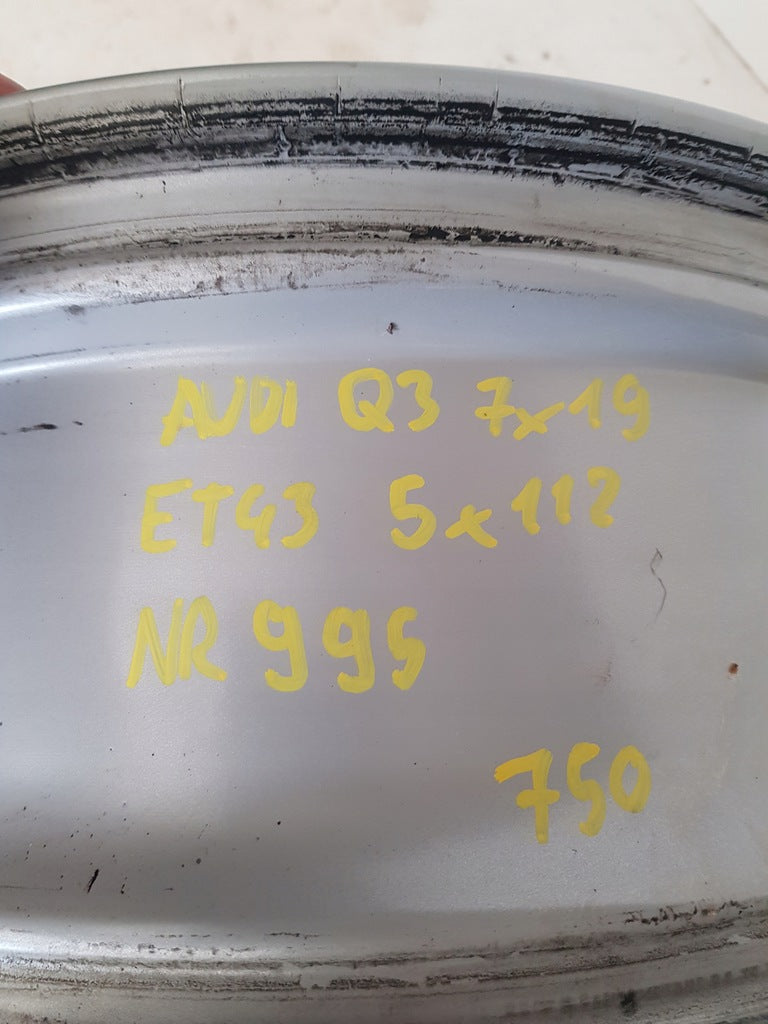 AUDI Q3 7x19
ET43 5x112
NR 995
750